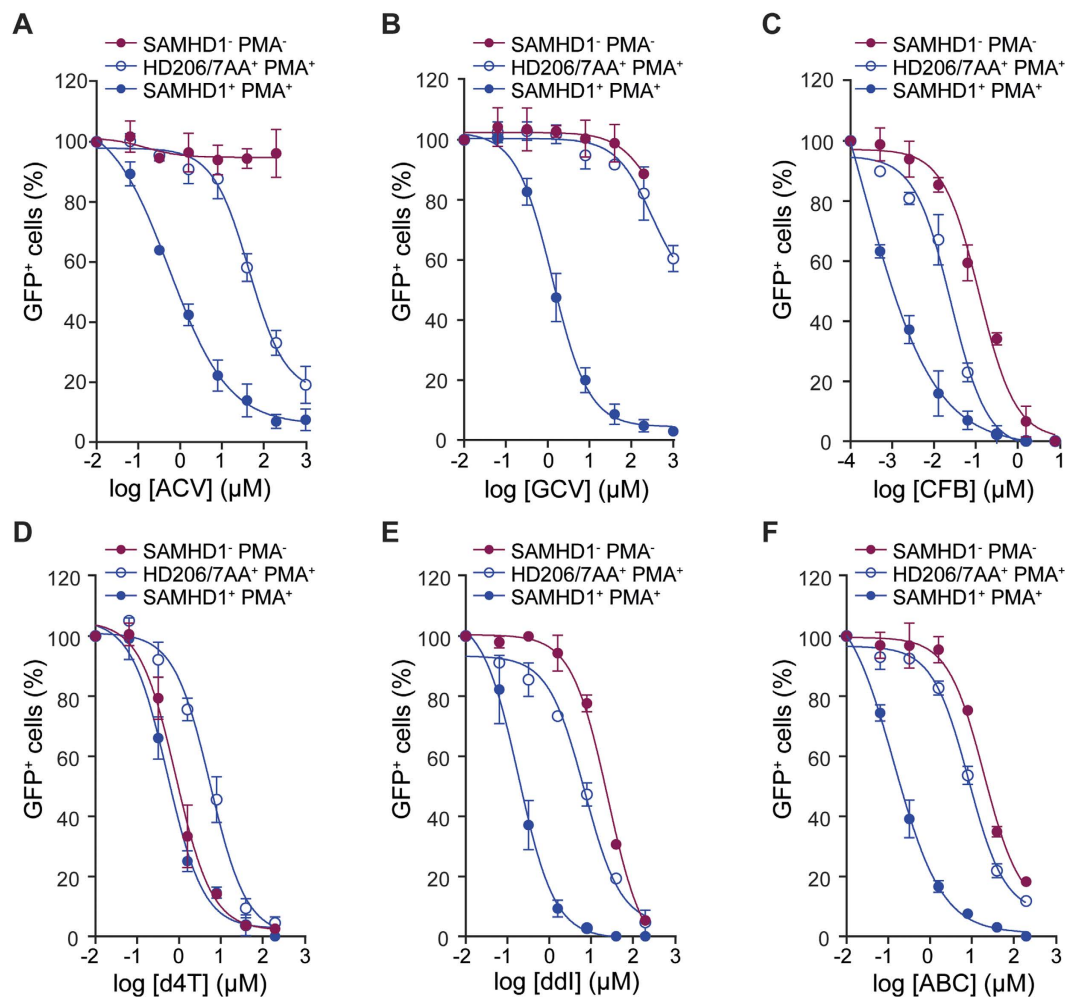 A
SAMHD1⁻ PMA⁻
HD206/7AA⁺ PMA⁺
SAMHD1⁺ PMA⁺
GFP⁺ cells (%)
120
100
80
60
40
20
0
-2 -1 0 1 2 3
log [ACV] (µM)
B
SAMHD1⁻ PMA⁻
HD206/7AA⁺ PMA⁺
SAMHD1⁺ PMA⁺
GFP⁺ cells (%)
120
100
80
60
40
20
0
-2 -1 0 1 2 3
log [GCV] (µM)
C
SAMHD1⁻ PMA⁻
HD206/7AA⁺ PMA⁺
SAMHD1⁺ PMA⁺
GFP⁺ cells (%)
120
100
80
60
40
20
0
-4 -3 -2 -1 0 1
log [CFB] (µM)
D
SAMHD1⁻ PMA⁻
HD206/7AA⁺ PMA⁺
SAMHD1⁺ PMA⁺
GFP⁺ cells (%)
120
100
80
60
40
20
0
-2 -1 0 1 2 3
log [d4T] (µM)
E
SAMHD1⁻ PMA⁻
HD206/7AA⁺ PMA⁺
SAMHD1⁺ PMA⁺
GFP⁺ cells (%)
120
100
80
60
40
20
0
-2 -1 0 1 2 3
log [ddI] (µM)
F
SAMHD1⁻ PMA⁻
HD206/7AA⁺ PMA⁺
SAMHD1⁺ PMA⁺
GFP⁺ cells (%)
120
100
80
60
40
20
0
-2 -1 0 1 2 3
log [ABC] (µM)